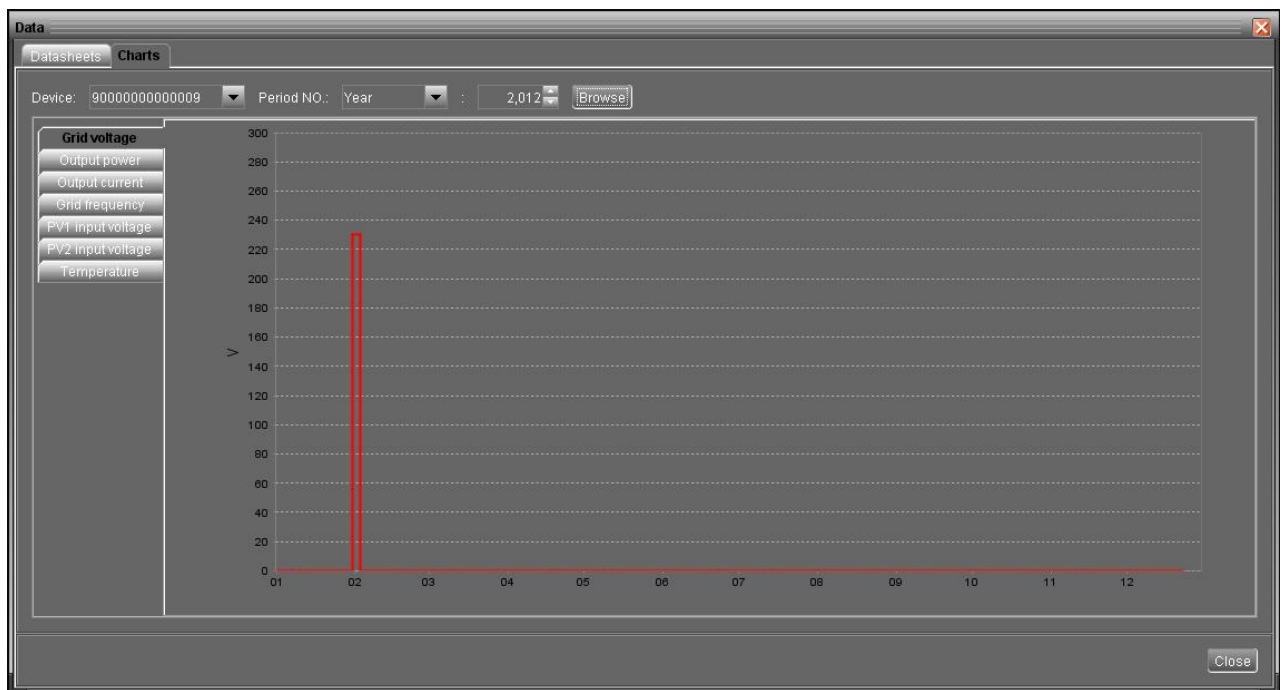 Data
Datasheets Charts
Device: 90000000000009 Period NO.: Year : 2,012 Browse
Grid voltage
Output power
Output current
Grid frequency
PV1 input voltage
PV2 input voltage
Temperature
300
280
260
240
220
200
180
160
V
140
120
100
80
60
40
20
0
01 02 03 04 05 06 07 08 09 10 11 12
Close